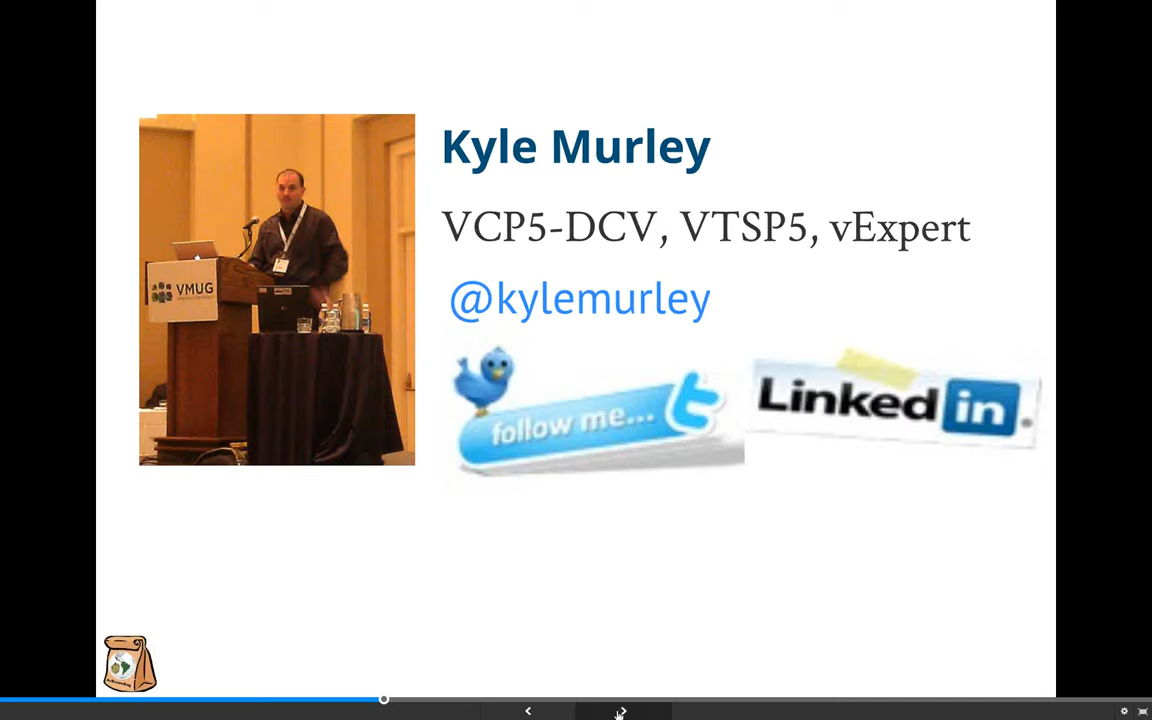 Kyle Murley
VCP5-DCV, VTSP5, vExpert
@kylemurley
follow me... t
Linked in
VMUG